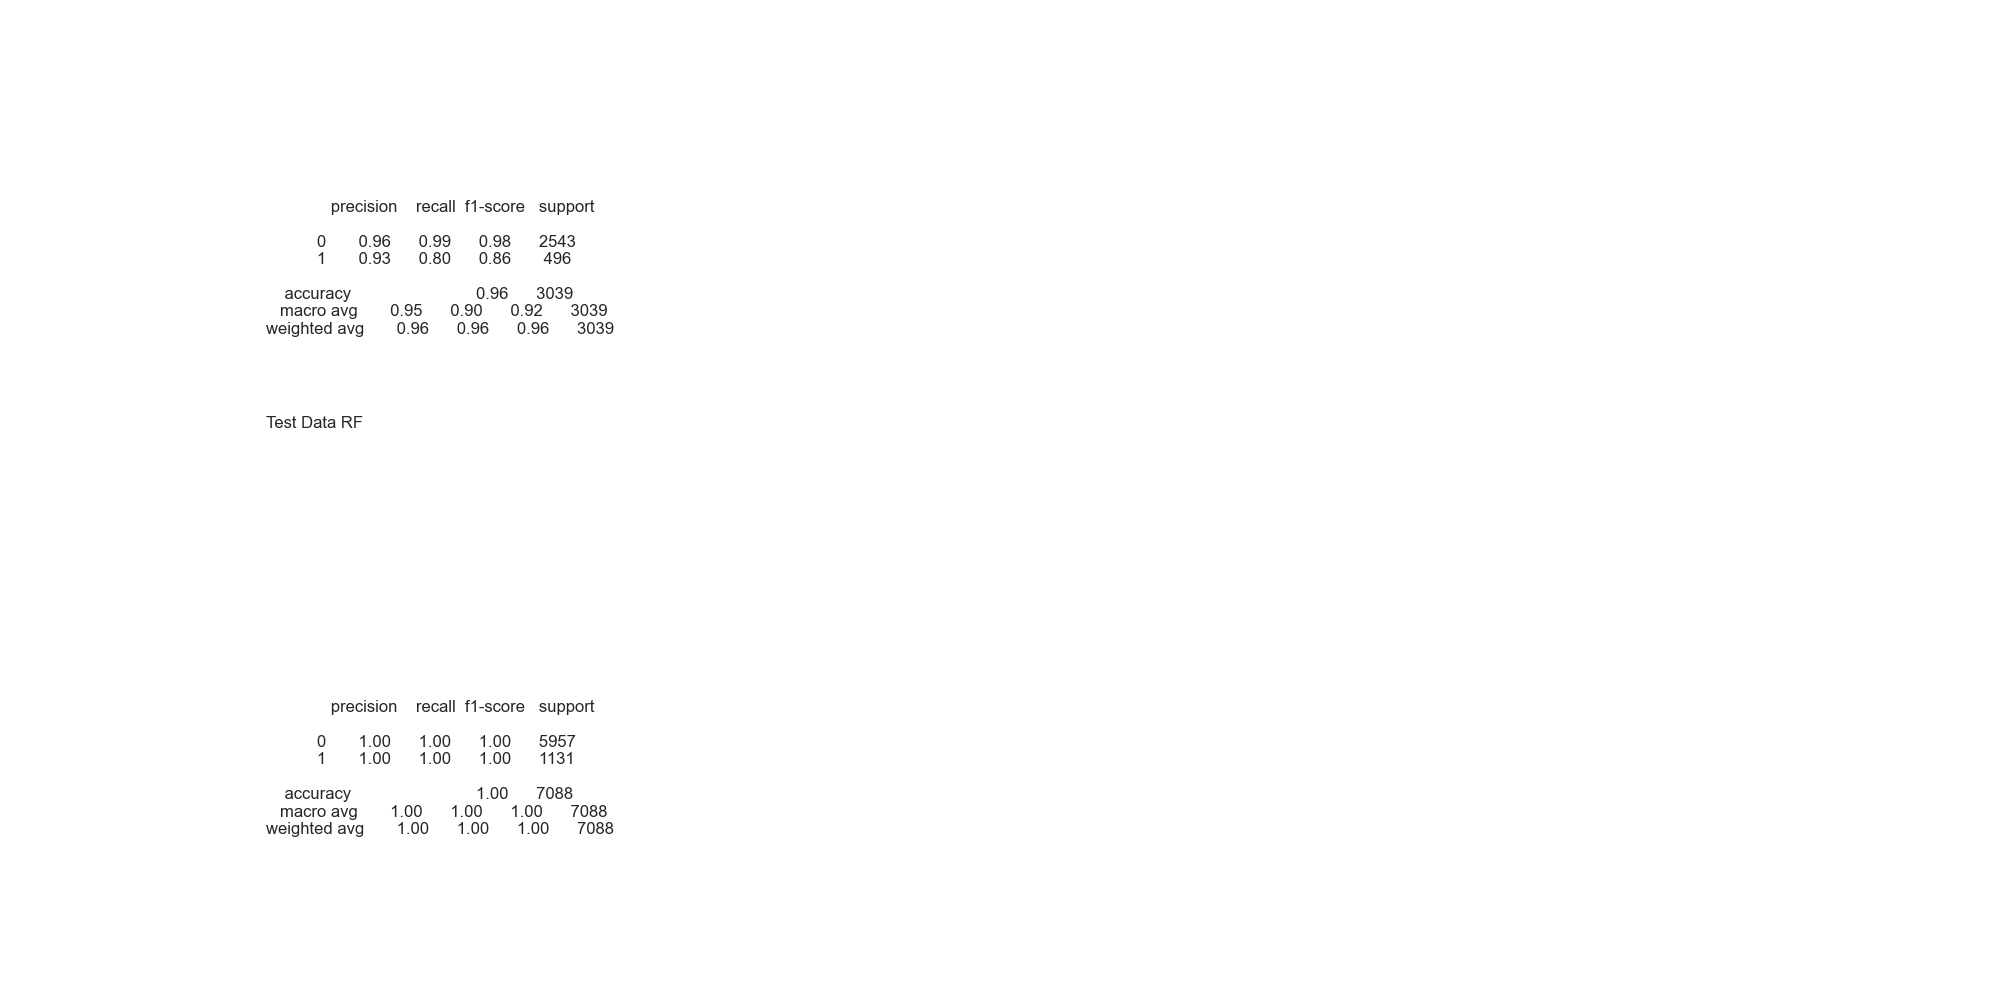 precision recall f1-score support
0 0.96 0.99 0.98 2543
1 0.93 0.80 0.86 496
accuracy 0.96 3039
macro avg 0.95 0.90 0.92 3039
weighted avg 0.96 0.96 0.96 3039
Test Data RF
precision recall f1-score support
0 1.00 1.00 1.00 5957
1 1.00 1.00 1.00 1131
accuracy 1.00 7088
macro avg 1.00 1.00 1.00 7088
weighted avg 1.00 1.00 1.00 7088